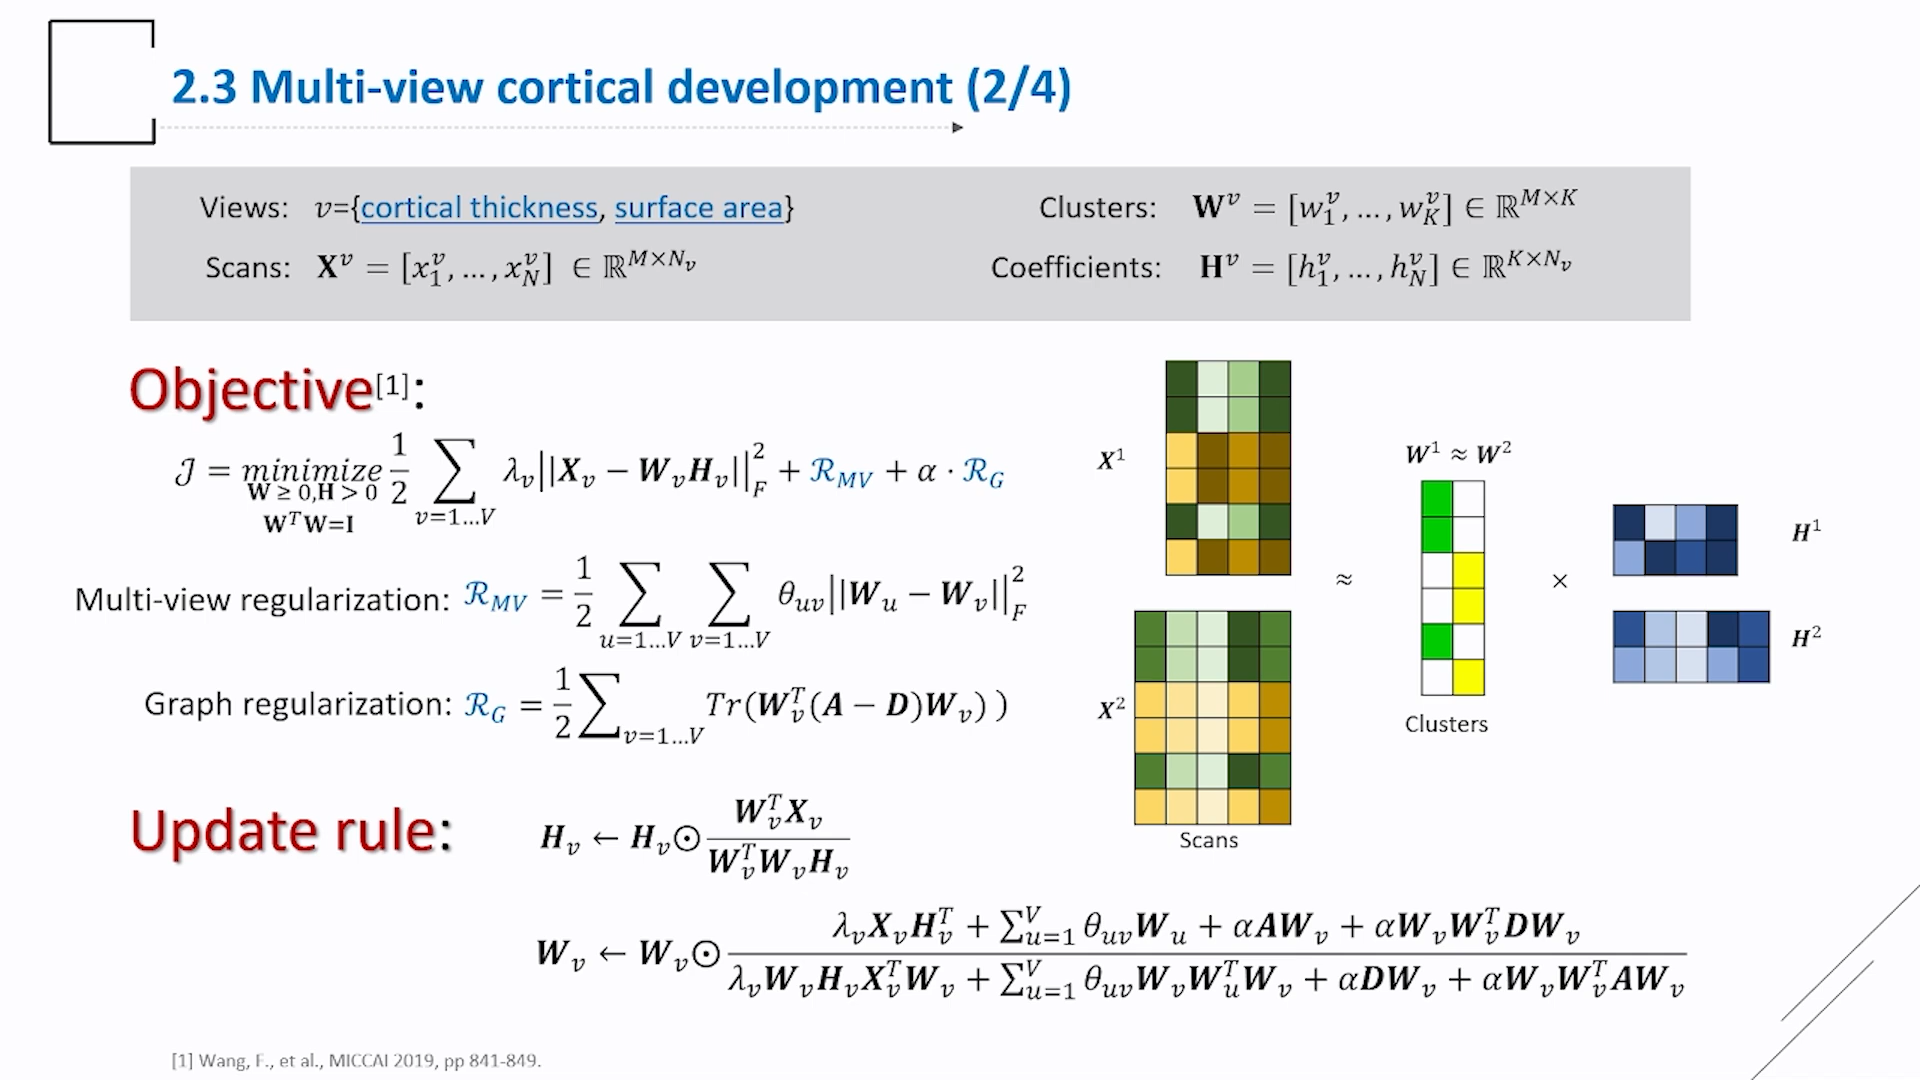 2.3 Multi-view cortical development (2/4)
Views: v={cortical thickness, surface area}
Clusters: W^v = [w_1^v, …, w_K^v] ∈ ℝ^{M×K}
Scans: X^v = [x_1^v, …, x_N^v] ∈ ℝ^{M×N_v}
Coefficients: H^v = [h_1^v, …, h_N^v] ∈ ℝ^{K×N_v}
Objective[1]:
𝒥 = minimize_{W ≥ 0,H > 0, W^T W=I} 1/2 ∑_{v=1…V} λ_v||X_v − W_v H_v||_F^2 + ℛ_MV + α · ℛ_G
Multi-view regularization: ℛ_MV = 1/2 ∑_{u=1…V} ∑_{v=1…V} θ_uv||W_u − W_v||_F^2
Graph regularization: ℛ_G = 1/2 ∑_{v=1…V} Tr(W_v^T(A − D)W_v) )
X^1
X^2
Scans
≈
W^1 ≈ W^2
Clusters
×
H^1
H^2
Update rule:
H_v ← H_v ⊙ (W_v^T X_v) / (W_v^T W_v H_v)
W_v ← W_v ⊙ (λ_v X_v H_v^T + ∑_{u=1}^V θ_uv W_u + αAW_v + αW_v W_v^T DW_v) / (λ_v W_v H_v X_v^T W_v + ∑_{u=1}^V θ_uv W_v W_u^T W_v + αDW_v + αW_v W_v^T AW_v)
[1] Wang, F., et al., MICCAI 2019, pp 841-849.